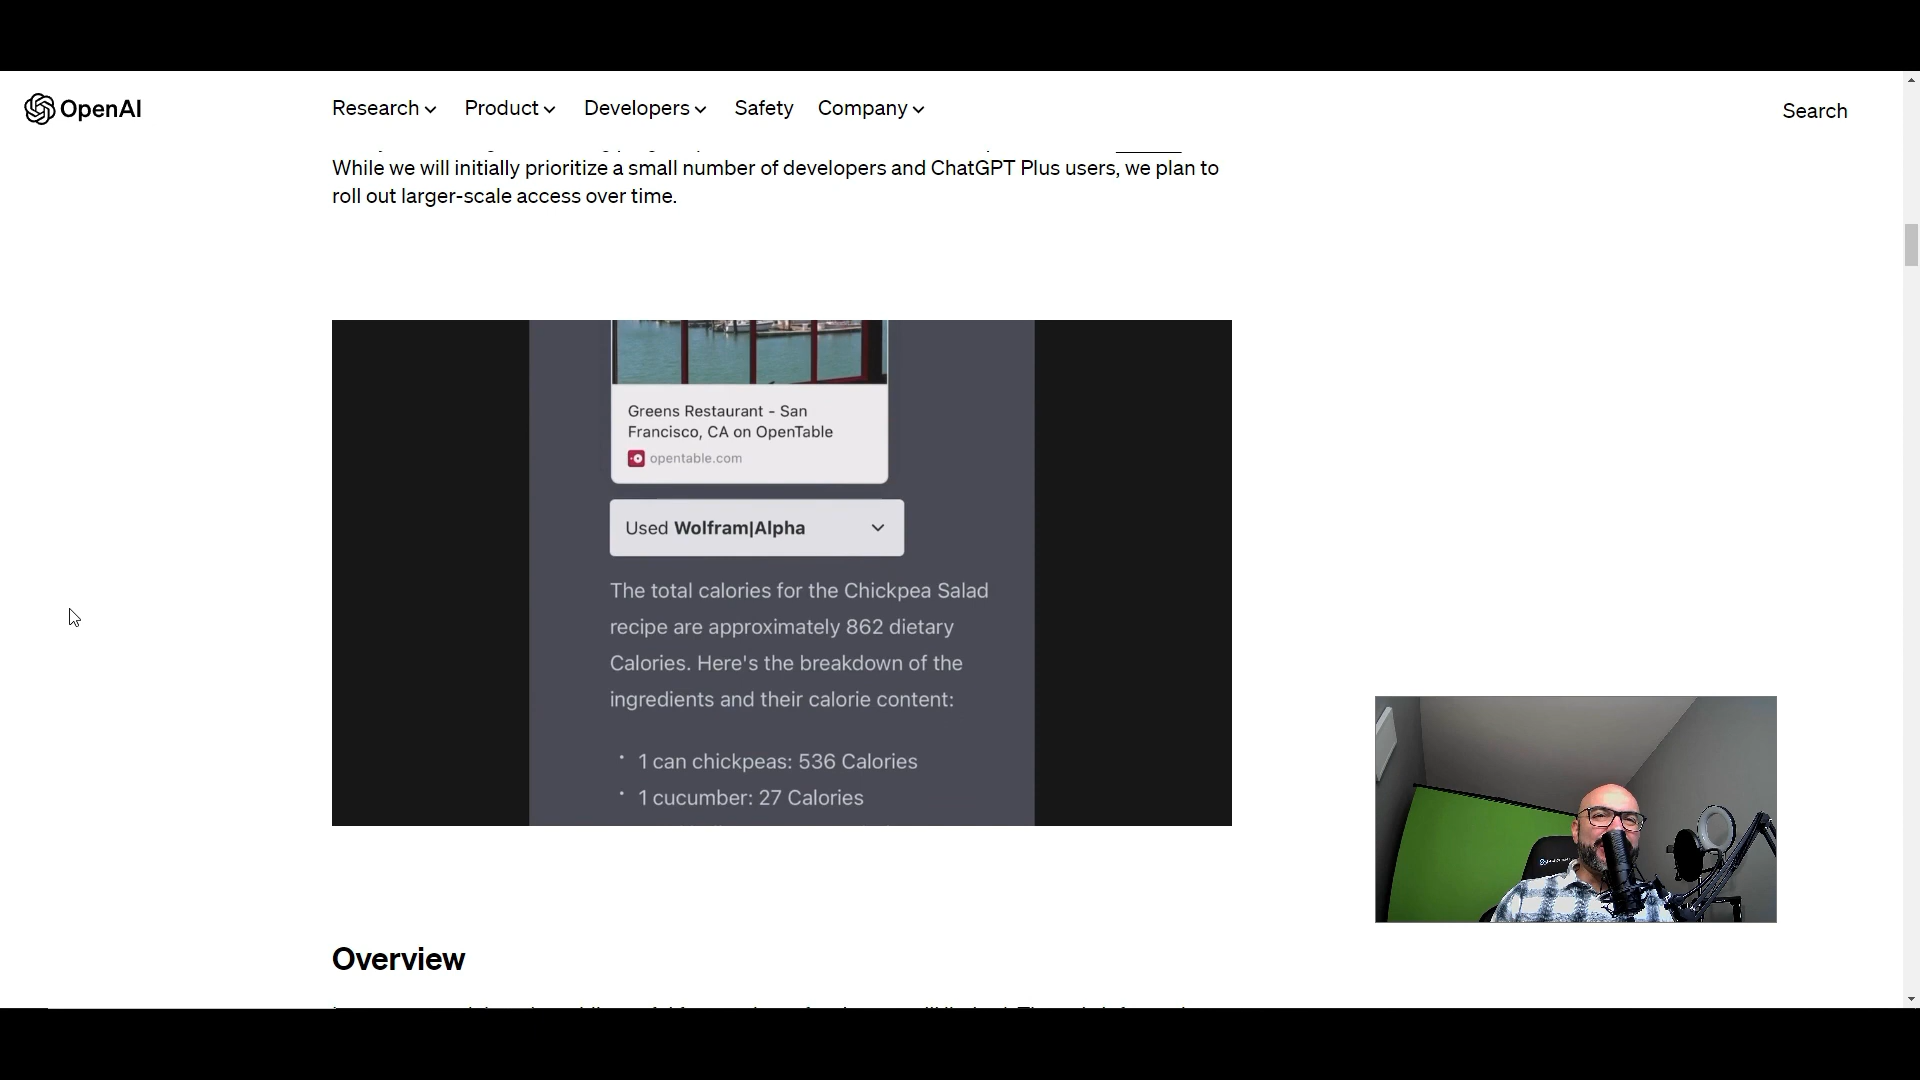 OpenAI
Research
Product
Developers
Safety
Company
Search
While we will initially prioritize a small number of developers and ChatGPT Plus users, we plan to
roll out larger-scale access over time.
Greens Restaurant - San
Francisco, CA on OpenTable
opentable.com
Used Wolfram|Alpha
The total calories for the Chickpea Salad
recipe are approximately 862 dietary
Calories. Here's the breakdown of the
ingredients and their calorie content:
· 1 can chickpeas: 536 Calories
· 1 cucumber: 27 Calories
Overview